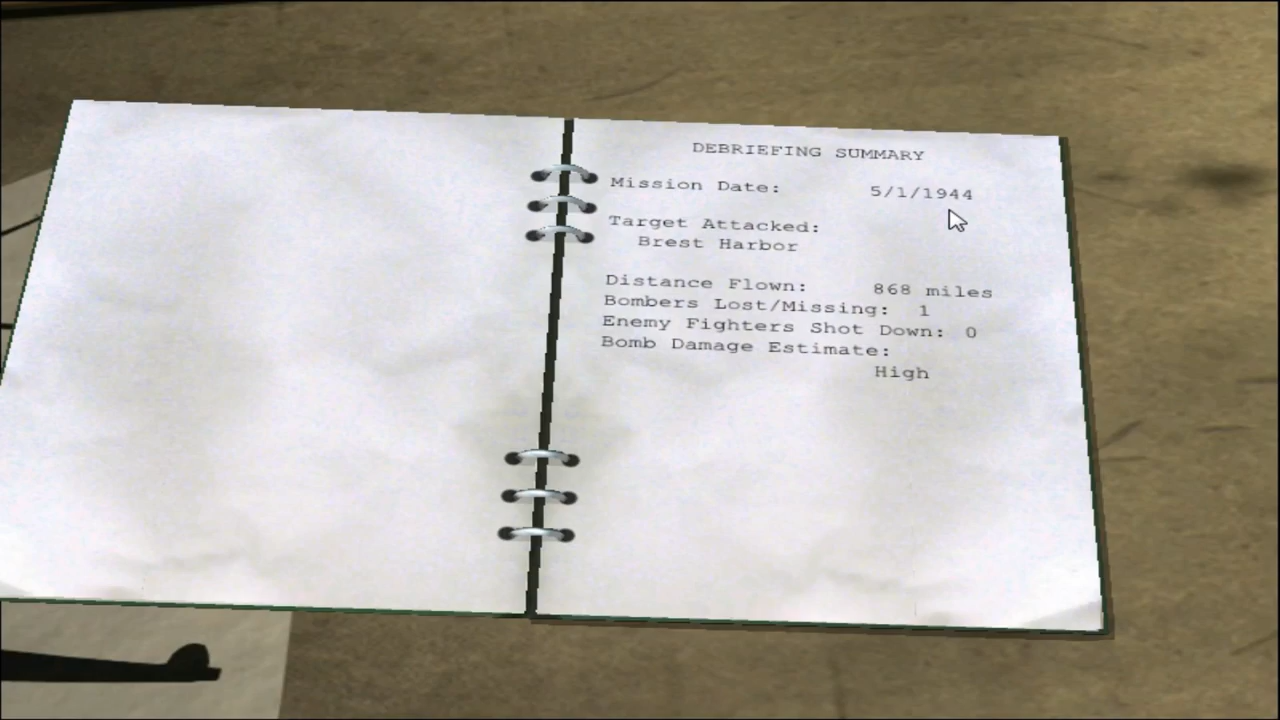 DEBRIEFING SUMMARY
Mission Date: 5/1/1944
Target Attacked:
Brest Harbor
Distance Flown: 868 miles
Bombers Lost/Missing: 1
Enemy Fighters Shot Down: 0
Bomb Damage Estimate:
High